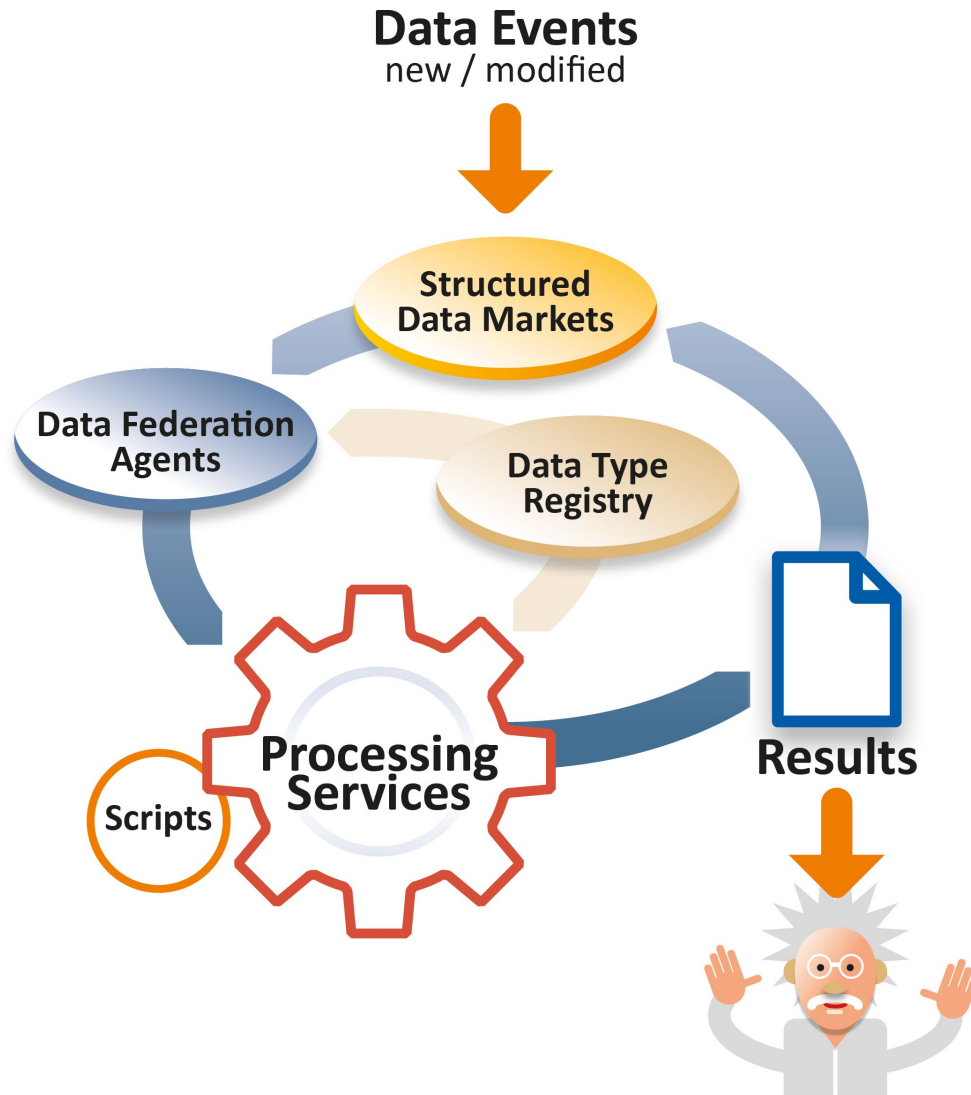 Data Events
new / modified
Structured
Data Markets
Data Federation
Agents
Data Type
Registry
Processing
Services
Scripts
Results